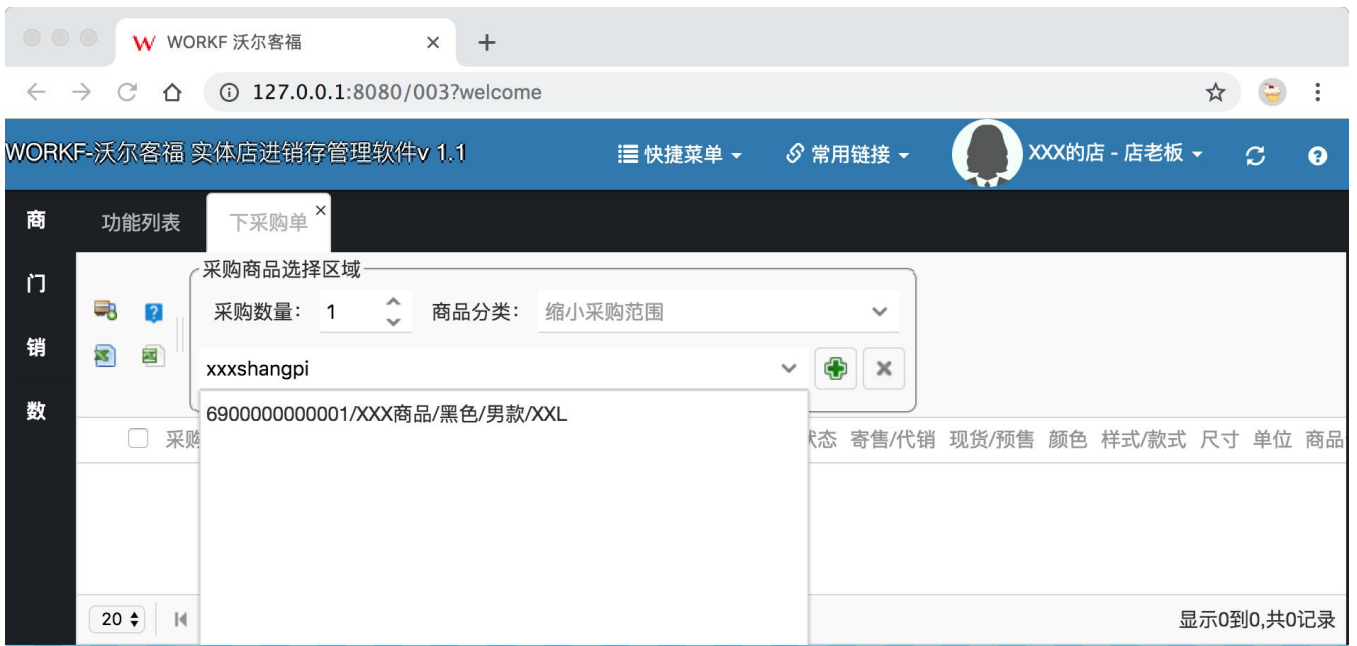 WORKF 沃尔客福
127.0.0.1:8080/003?welcome
WORKF-沃尔客福 实体店进销存管理软件v 1.1 快捷菜单 常用链接 XXX的店 - 店老板
商 功能列表 下采购单
采购商品选择区域
门
采购数量: 1 商品分类: 缩小采购范围
销
xxxshangpi
数
6900000000001/XXX商品/黑色/男款/XXL
采购 状态 寄售/代销 现货/预售 颜色 样式/款式 尺寸 单位 商品
20 显示0到0,共0记录